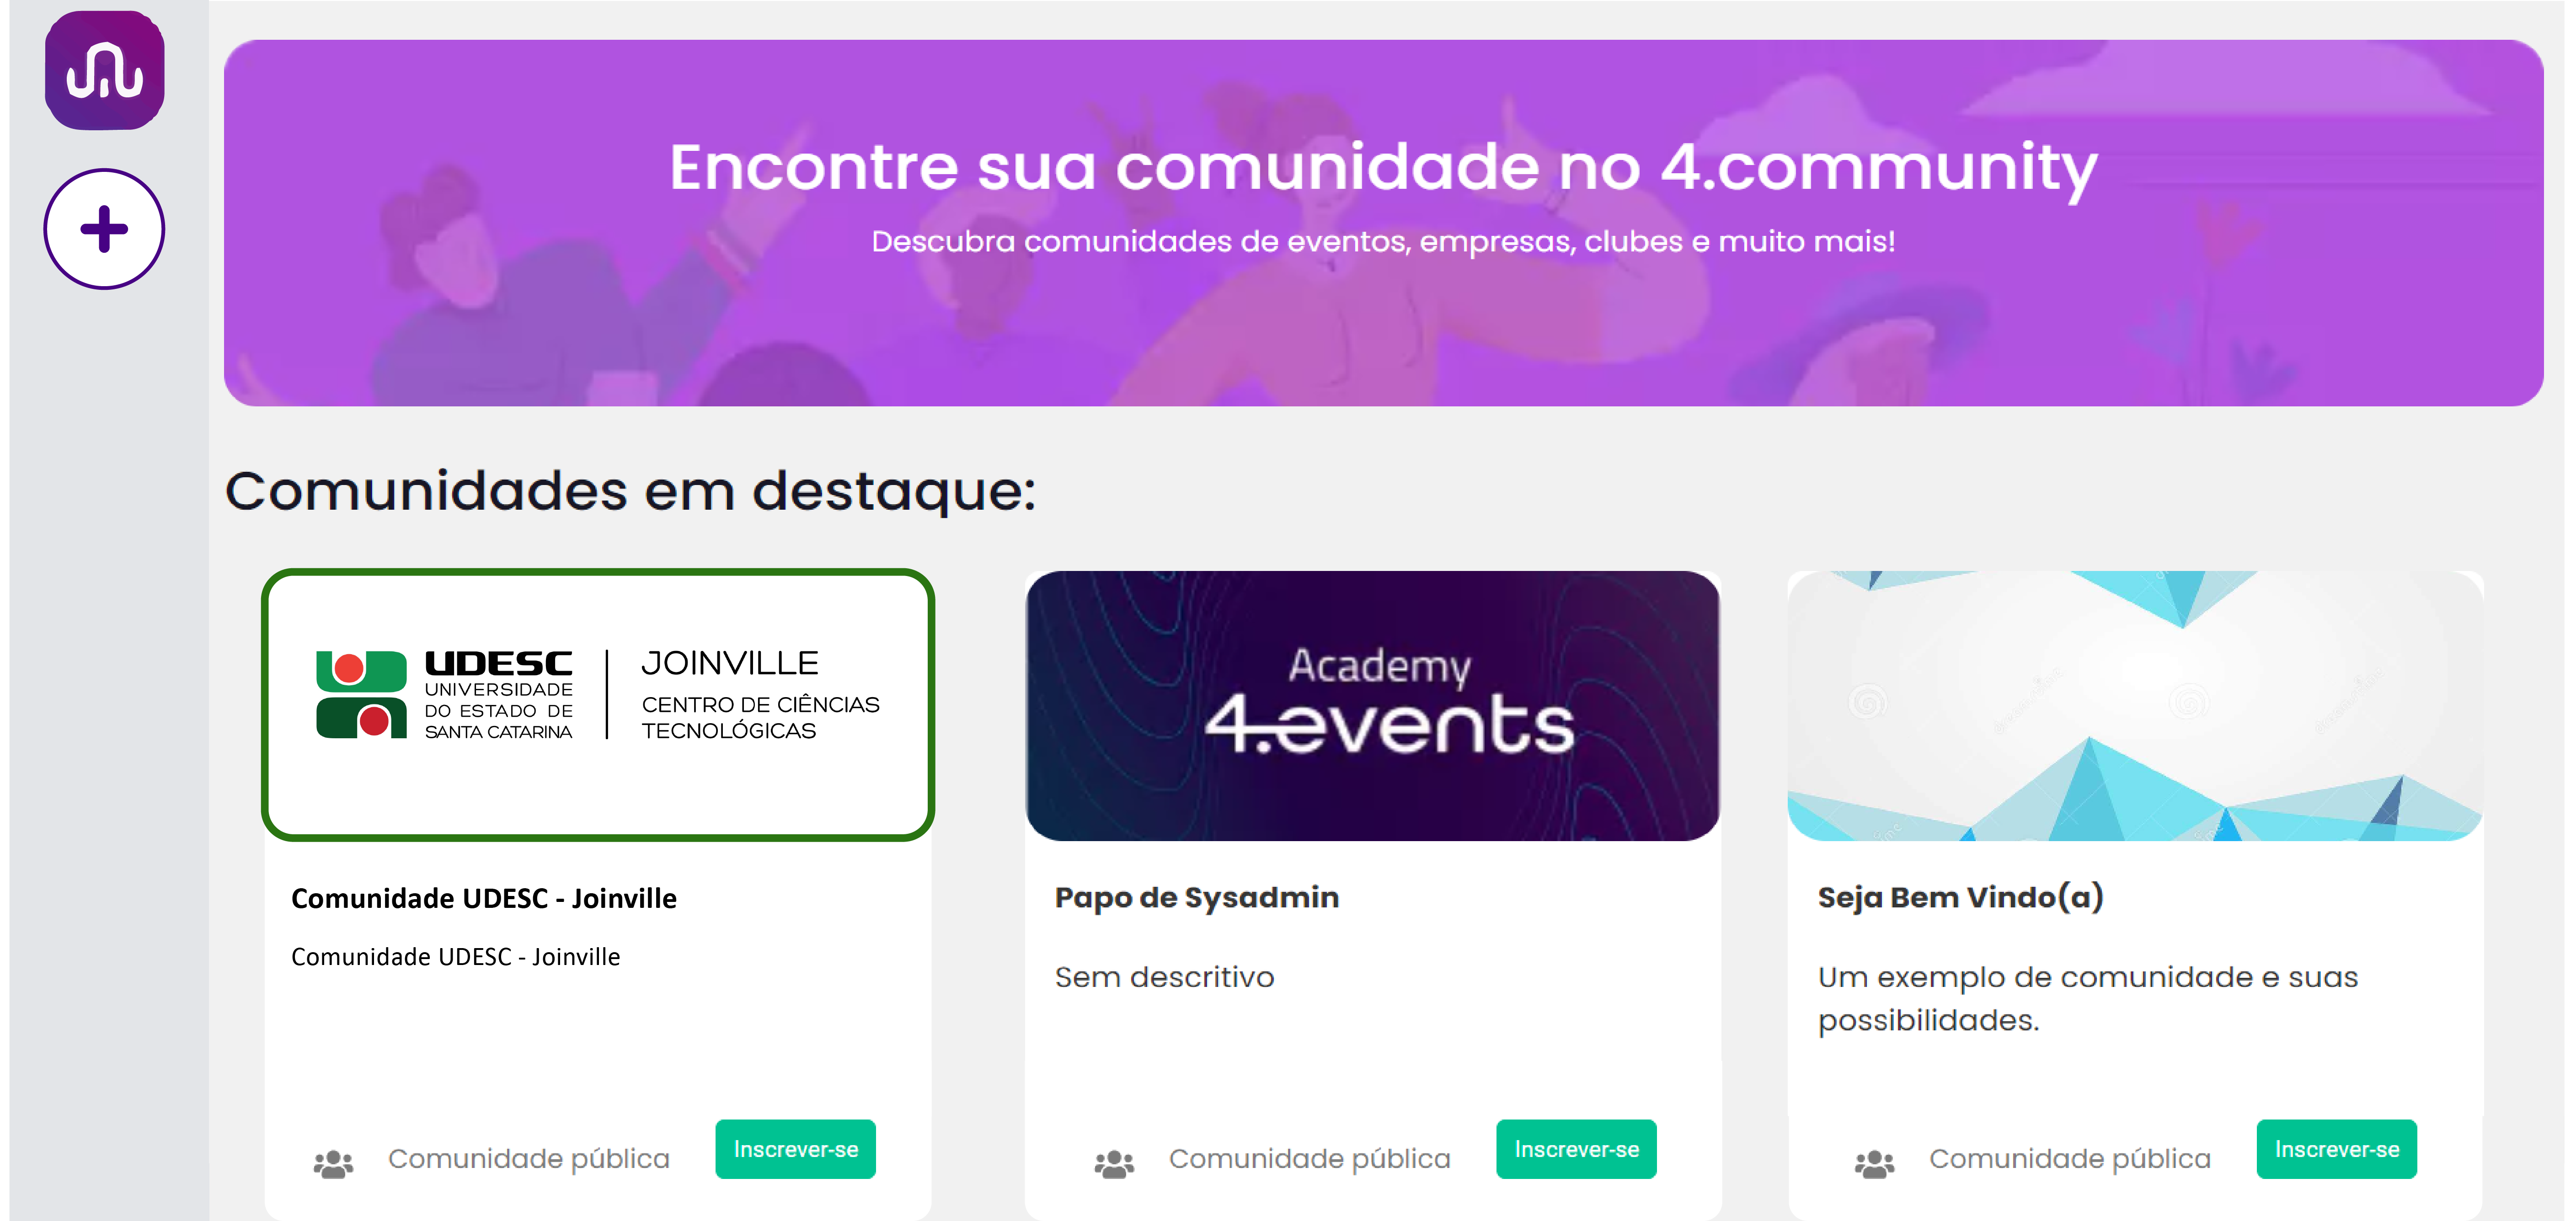 Encontre sua comunidade no 4.community
Descubra comunidades de eventos, empresas, clubes e muito mais!
Comunidades em destaque:
UDESC
UNIVERSIDADE
DO ESTADO DE
SANTA CATARINA
JOINVILLE
CENTRO DE CIÊNCIAS
TECNOLÓGICAS
Comunidade UDESC - Joinville
Comunidade UDESC - Joinville
Comunidade pública
Inscrever-se
Academy
4.events
Papo de Sysadmin
Sem descritivo
Comunidade pública
Inscrever-se
Seja Bem Vindo(a)
Um exemplo de comunidade e suas
possibilidades.
Comunidade pública
Inscrever-se